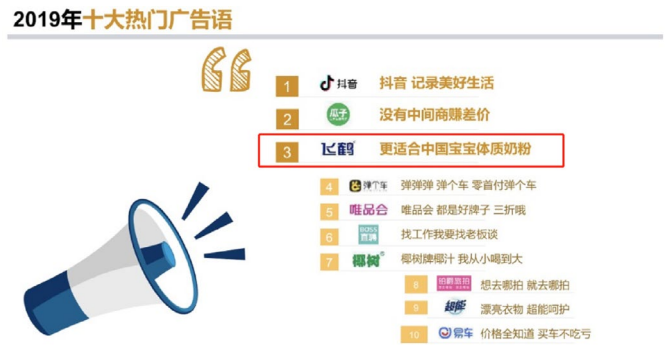 2019年十大热门广告语
1 抖音 抖音 记录美好生活
2 瓜子 没有中间商赚差价
3 飞鹤 更适合中国宝宝体质奶粉
4 弹个车 弹弹弹 弹个车 零首付弹个车
5 唯品会 唯品会 都是好牌子 三折哦
6 BOSS 直聘 找工作我要找老板谈
7 椰树 椰树牌椰汁 我从小喝到大
8 铂爵旅拍 想去哪拍 就去哪拍
9 超能 漂亮衣物 超能呵护
10 易车 价格全知道 买车不吃亏